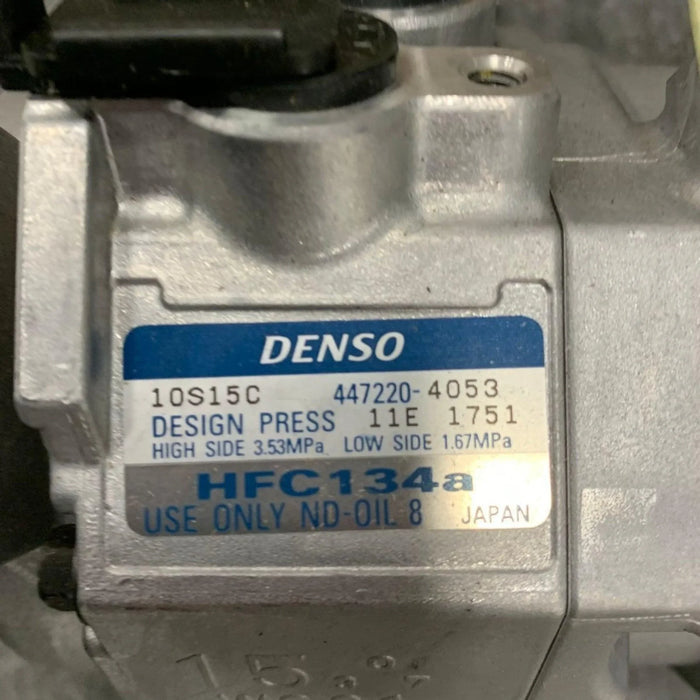 DENSO
10S15C 447220-4053
DESIGN PRESS 11E 1751
HIGH SIDE 3.53MPa LOW SIDE 1.67MPa
HFC134a
USE ONLY ND-OIL 8 JAPAN
15